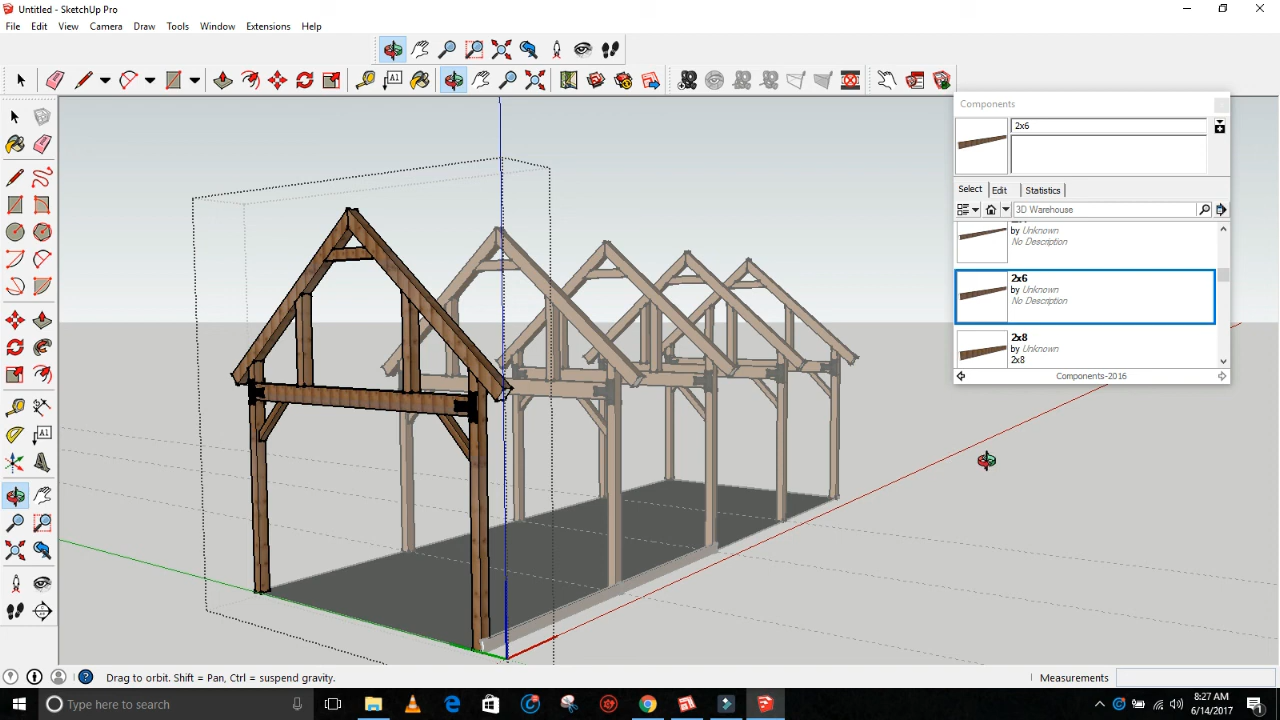 Untitled - SketchUp Pro
File Edit View Camera Draw Tools Window Extensions Help
A1
Components
2x6
Select Edit Statistics
3D Warehouse
by Unknown
No Description
2x6
by Unknown
No Description
2x8
by Unknown
2x8
Components-2016
A1
Drag to orbit. Shift = Pan, Ctrl = suspend gravity.
Measurements
Type here to search
8:27 AM
6/14/2017